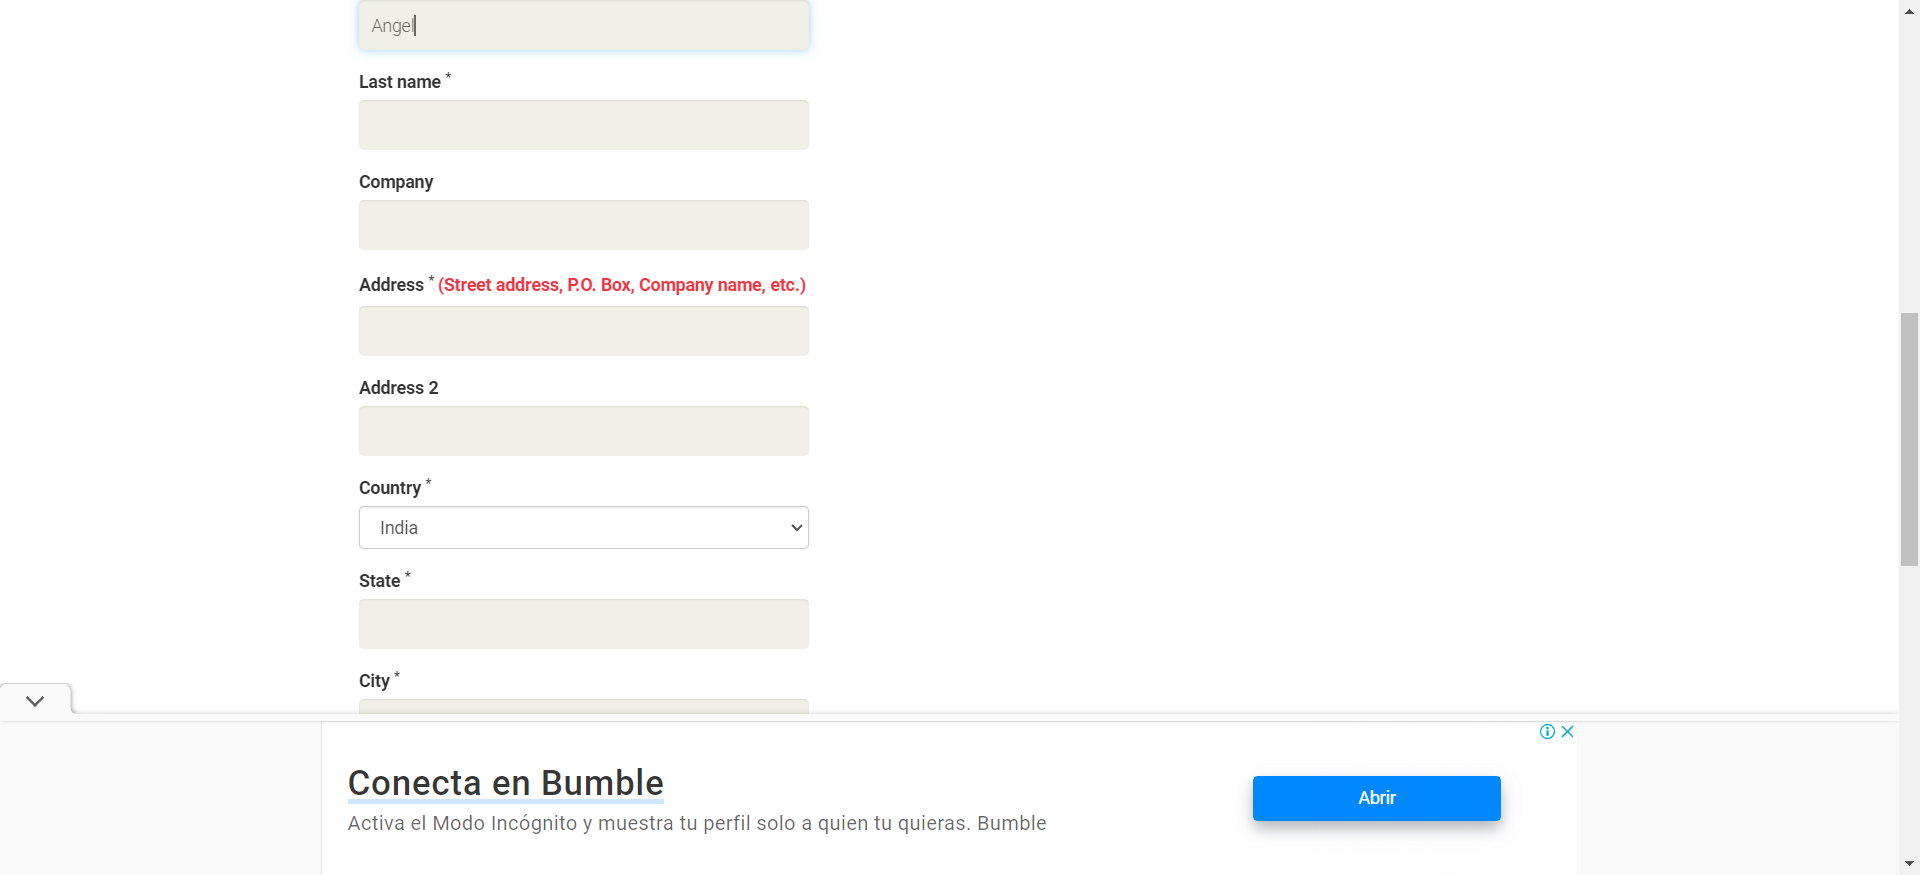 Angel
Last name *
Company
Address * (Street address, P.O. Box, Company name, etc.)
Address 2
Country *
India
State *
City *
Conecta en Bumble
Activa el Modo Incógnito y muestra tu perfil solo a quien tu quieras. Bumble
Abrir